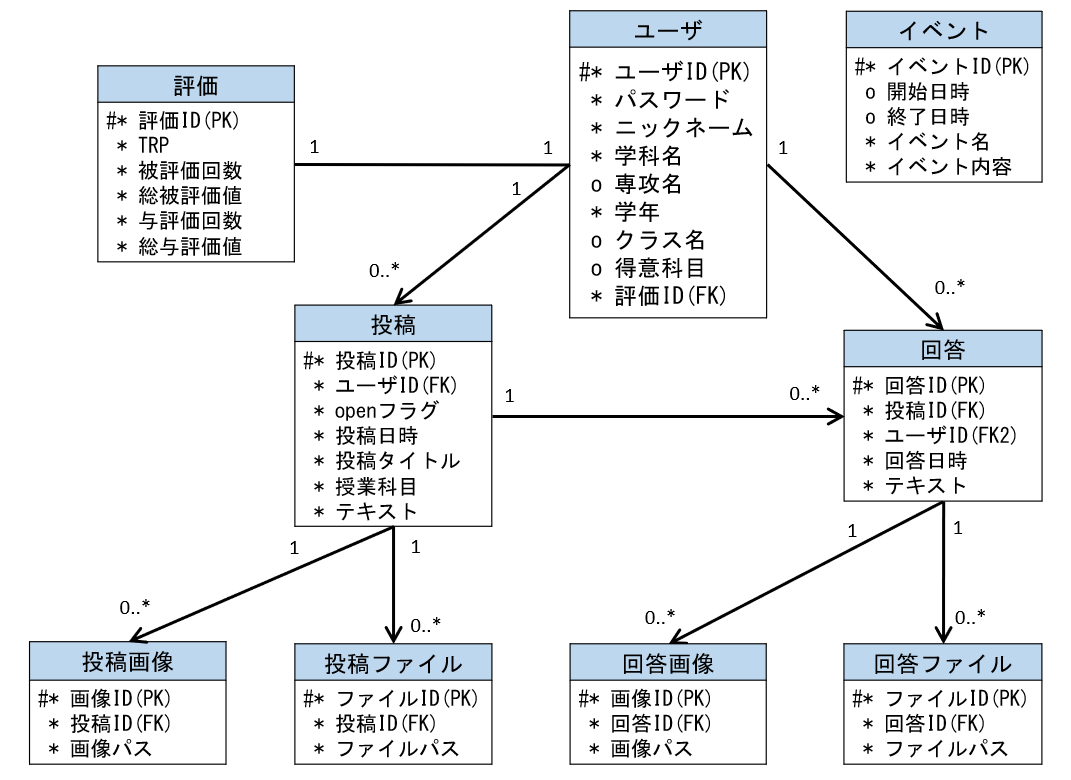 ユーザ
#* ユーザID(PK)
* パスワード
* ニックネーム
* 学科名
o 専攻名
* 学年
o クラス名
o 得意科目
* 評価ID(FK)
イベント
#* イベントID(PK)
o 開始日時
o 終了日時
* イベント名
* イベント内容
評価
#* 評価ID(PK)
* TRP
* 被評価回数
* 総被評価値
* 与評価回数
* 総与評価値
1
1
1
0..*
1
0..*
投稿
#* 投稿ID(PK)
* ユーザID(FK)
* openフラグ
* 投稿日時
* 投稿タイトル
* 授業科目
* テキスト
1
0..*
回答
#* 回答ID(PK)
* 投稿ID(FK)
* ユーザID(FK2)
* 回答日時
* テキスト
1
0..*
1
0..*
1
0..*
1
0..*
投稿画像
#* 画像ID(PK)
* 投稿ID(FK)
* 画像パス
投稿ファイル
#* ファイルID(PK)
* 投稿ID(FK)
* ファイルパス
回答画像
#* 画像ID(PK)
* 回答ID(FK)
* 画像パス
回答ファイル
#* ファイルID(PK)
* 回答ID(FK)
* ファイルパス